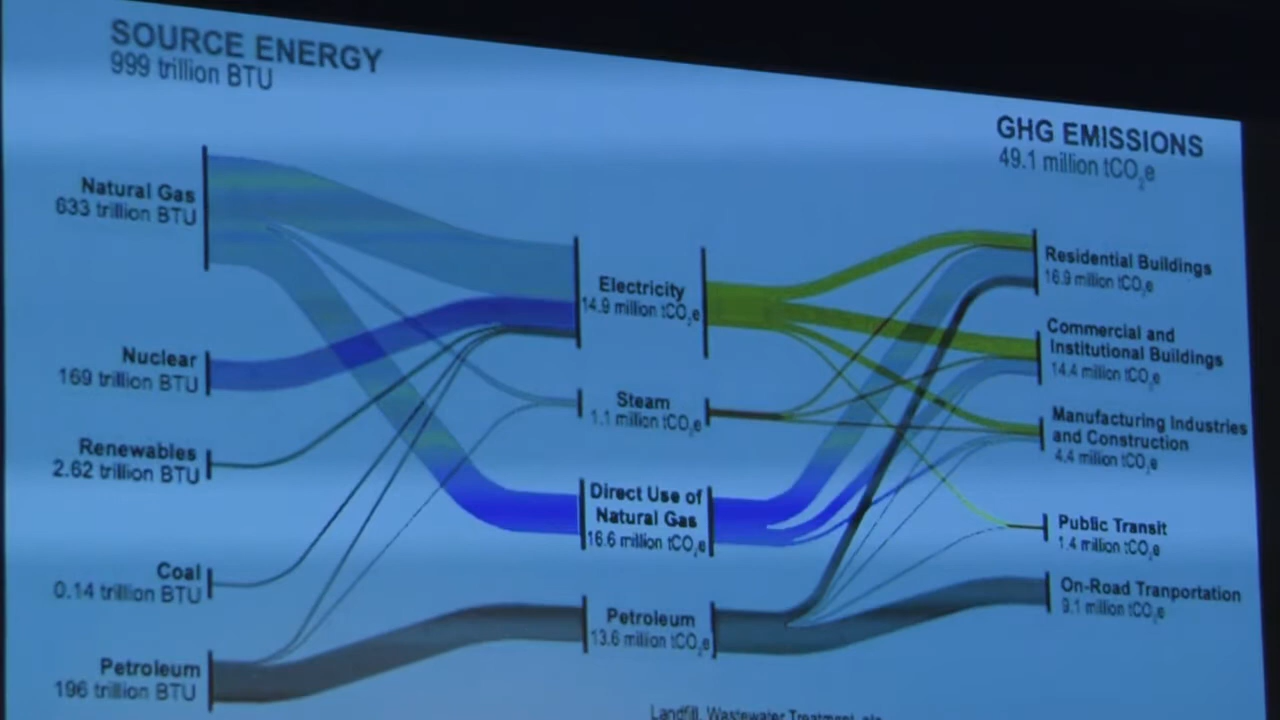 SOURCE ENERGY
999 trillion BTU
GHG EMISSIONS
49.1 million tCO₂e
Natural Gas
633 trillion BTU
Nuclear
169 trillion BTU
Renewables
2.62 trillion BTU
Coal
0.14 trillion BTU
Petroleum
196 trillion BTU
Electricity
14.9 million tCO₂e
Steam
1.1 million tCO₂e
Direct Use of
Natural Gas
16.6 million tCO₂e
Petroleum
13.6 million tCO₂e
Landfill, Wastewater Treatment,
Residential Buildings
16.9 million tCO₂e
Commercial and
Institutional Buildings
14.4 million tCO₂e
Manufacturing Industries
and Construction
4.4 million tCO₂e
Public Transit
1.4 million tCO₂e
On-Road Tranportation
9.1 million tCO₂e